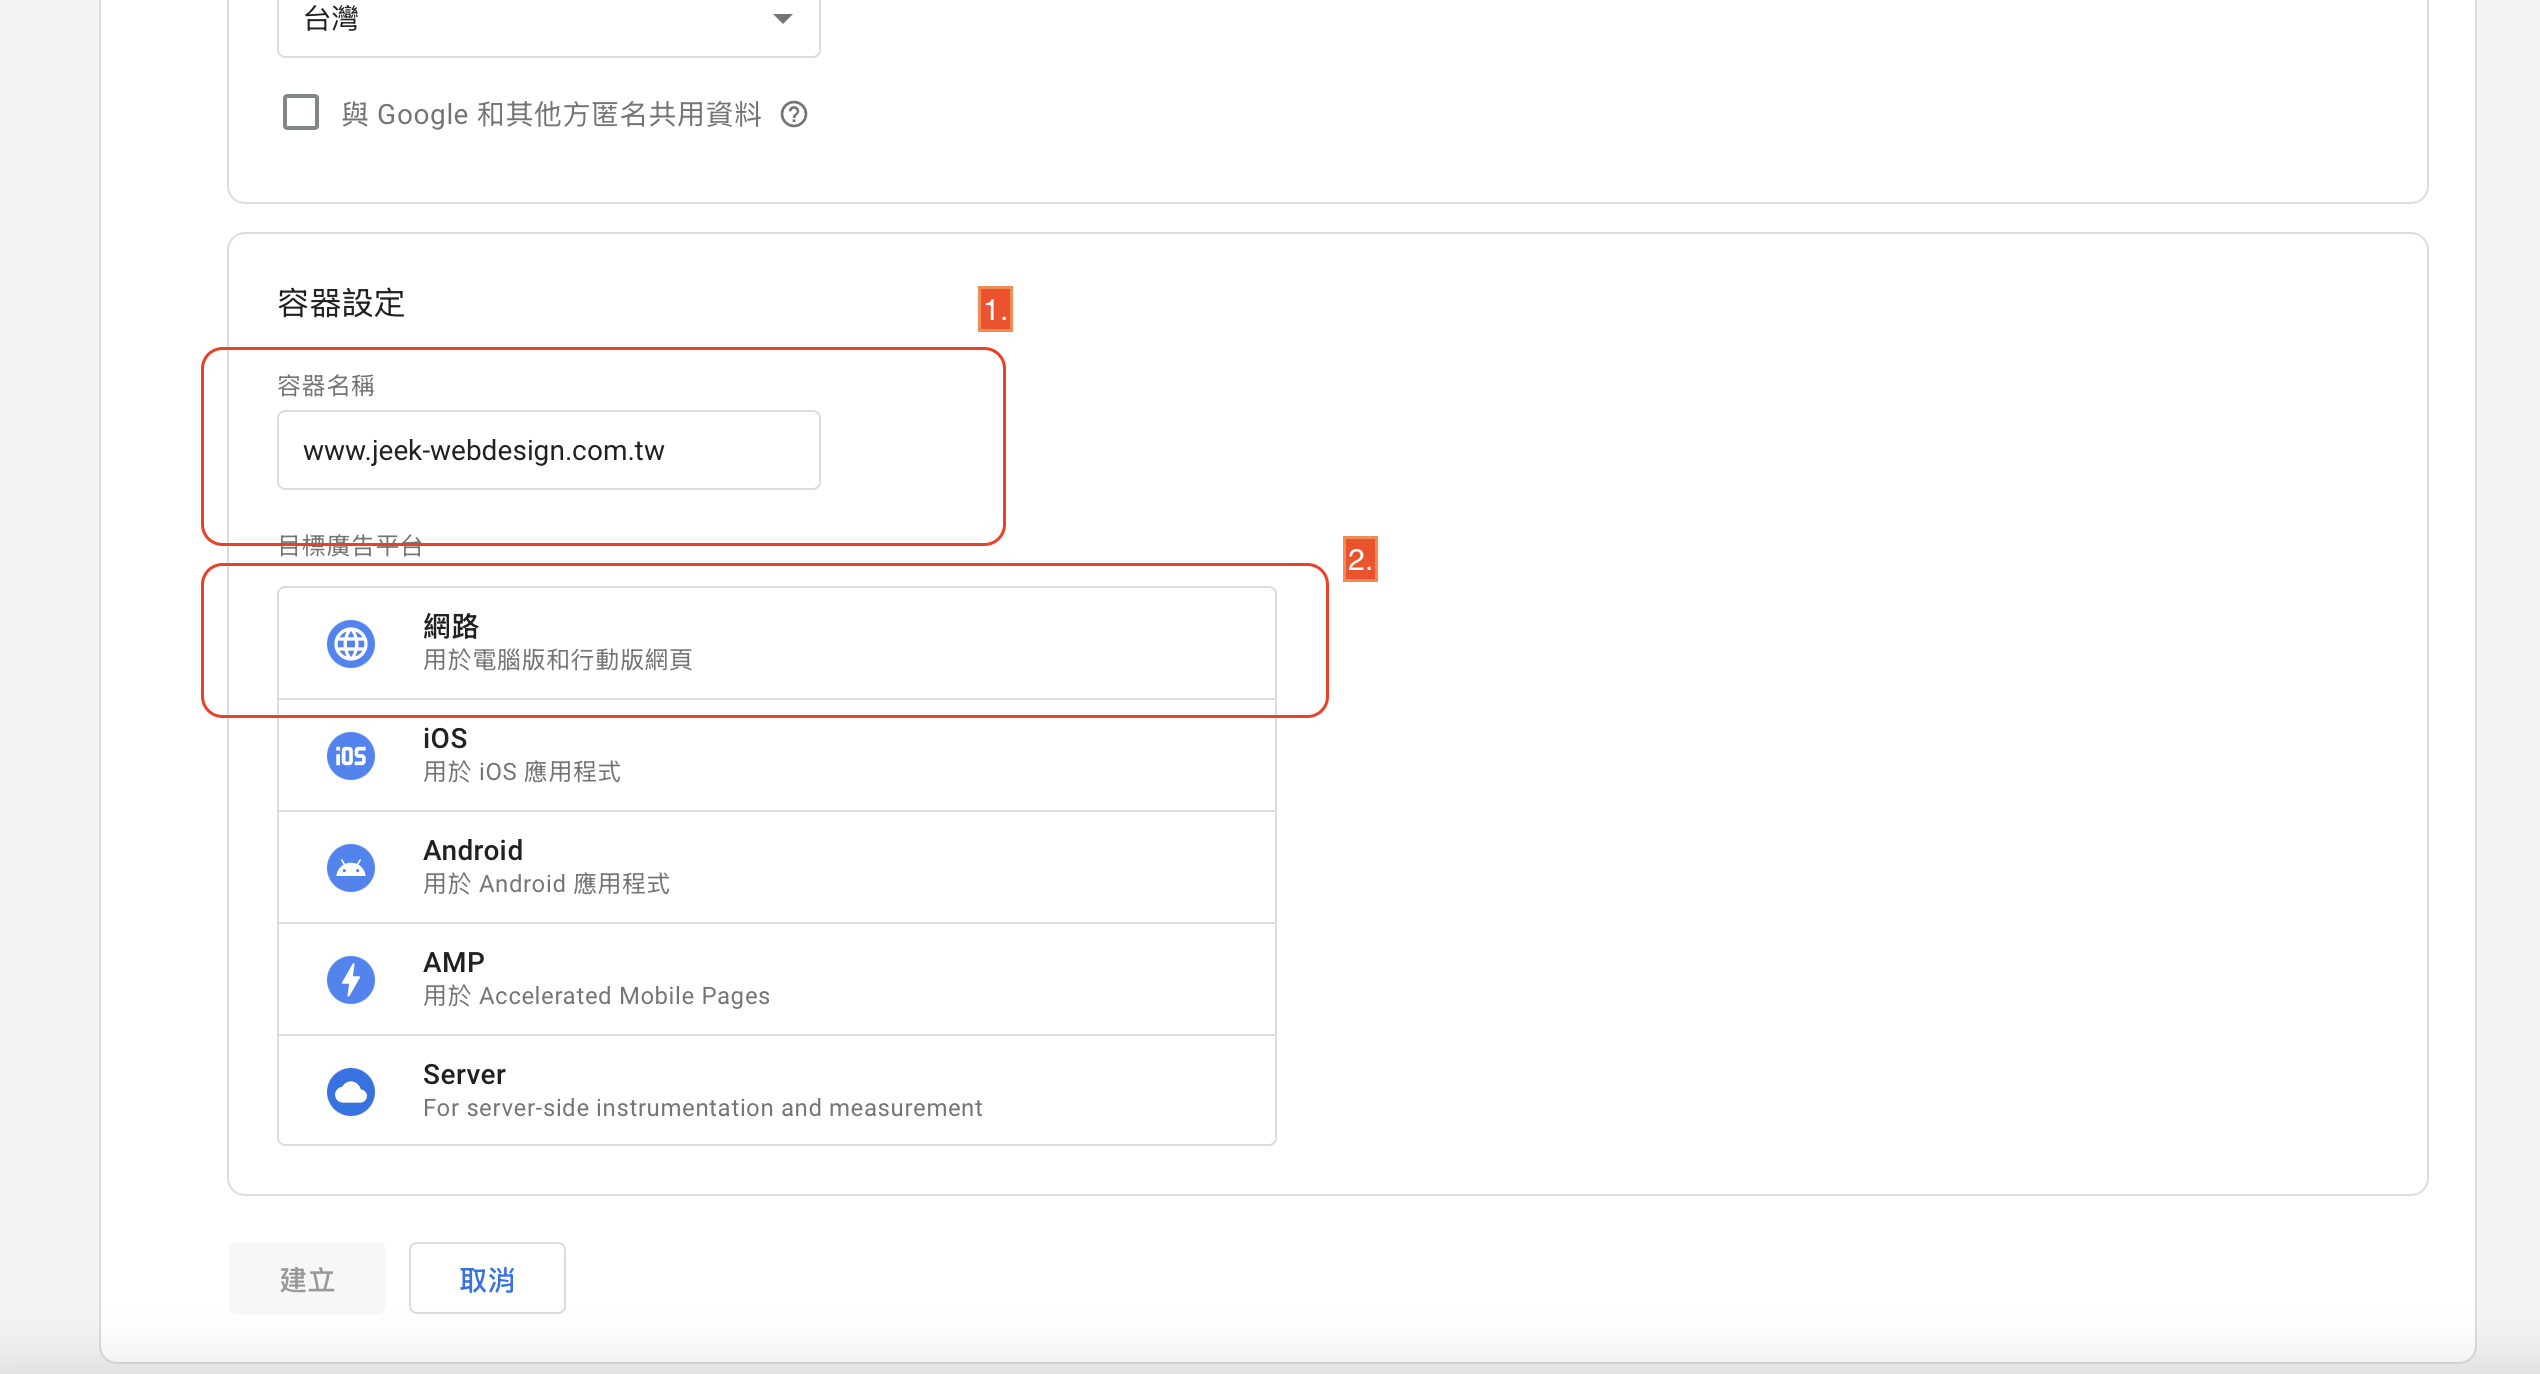 台灣
與 Google 和其他方匿名共用資料
容器設定
1.
容器名稱
www.jeek-webdesign.com.tw
目標廣告平台
2.
網路
用於電腦版和行動版網頁
iOS
iOS
用於 iOS 應用程式
Android
用於 Android 應用程式
AMP
用於 Accelerated Mobile Pages
Server
For server-side instrumentation and measurement
建立
取消